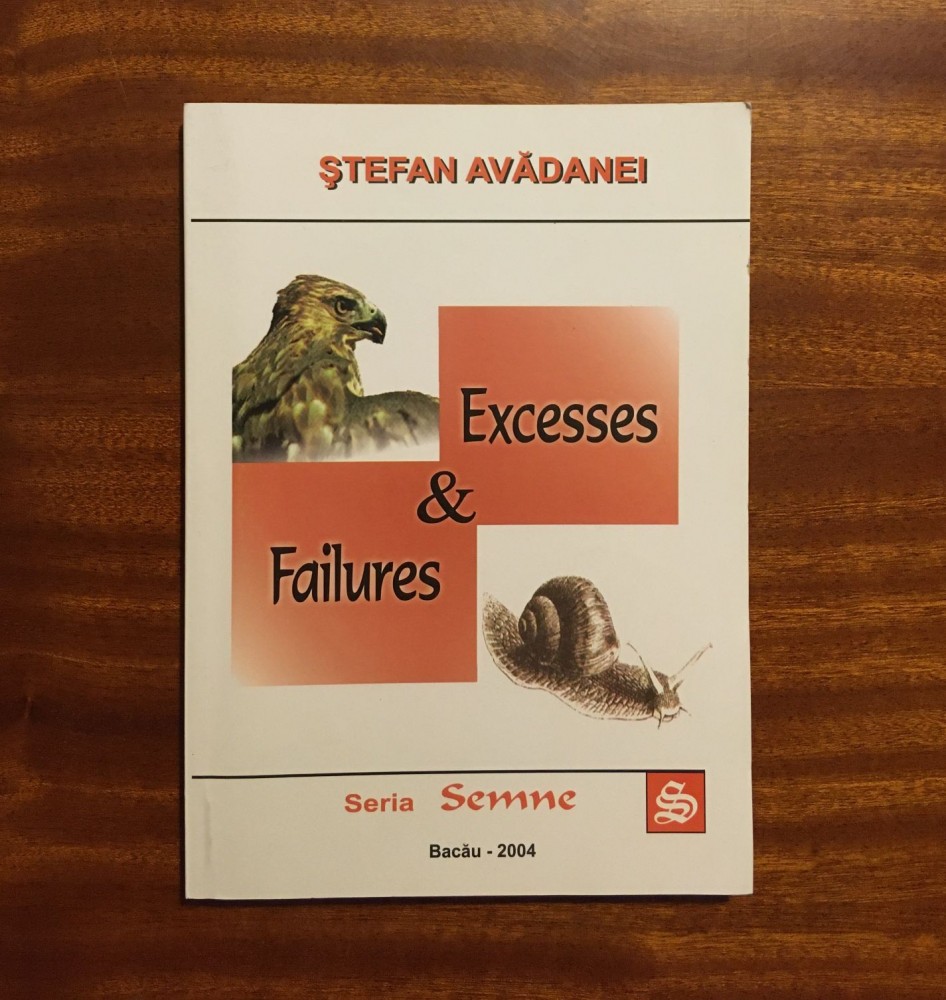 ŞTEFAN AVĂDANEI
Excesses
&
Failures
Seria Semne
S
Bacău - 2004